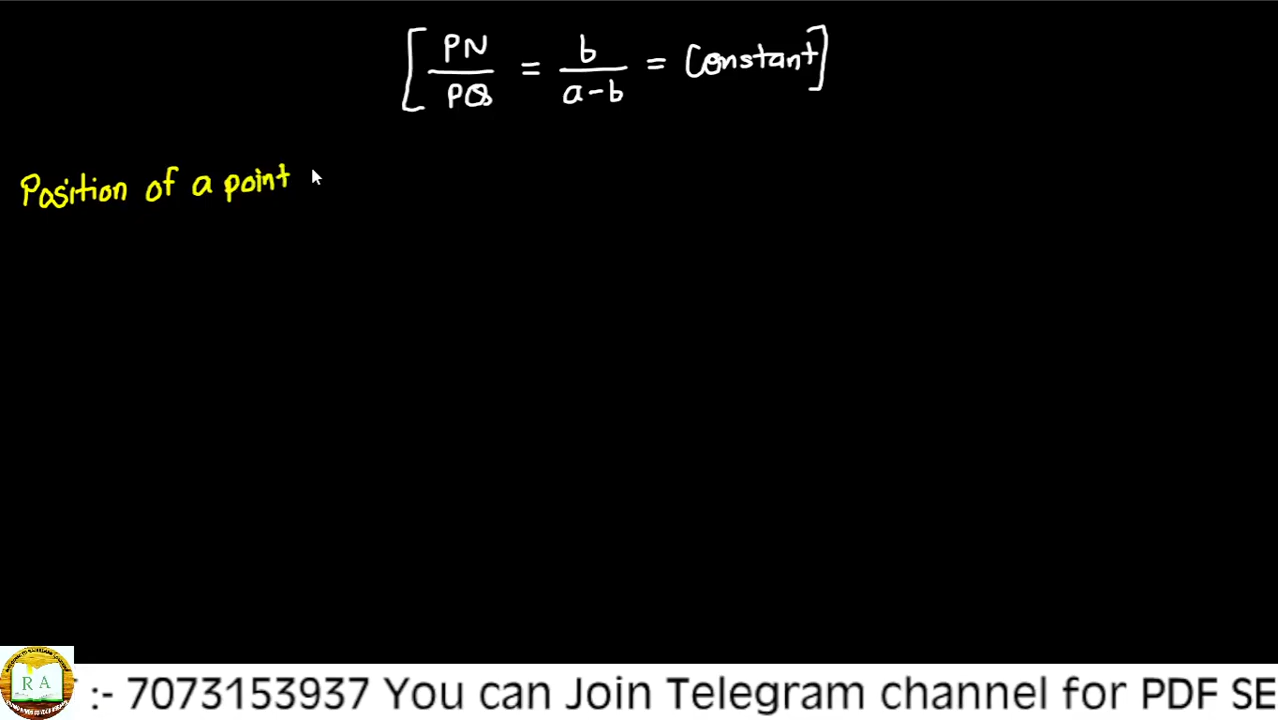 [PN/PQ = b/a-b = Constant]
Position of a point
R A
:- 7073153937 You can Join Telegram channel for PDF SE